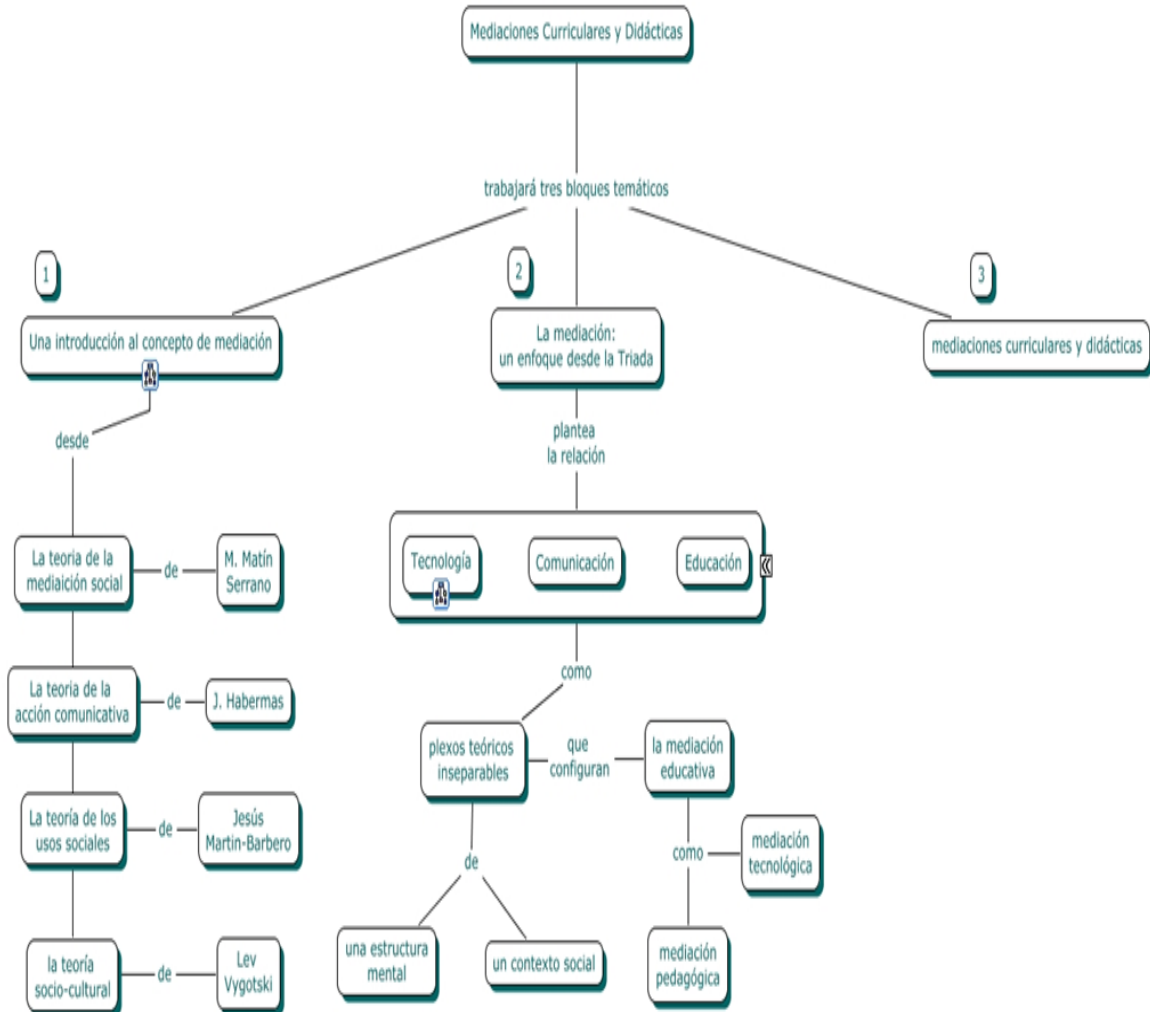 Mediaciones Curriculares y Didácticas
trabajará tres bloques temáticos
1
Una introducción al concepto de mediación
desde
La teoria de la
mediaición social
de
M. Matín
Serrano
La teoria de la
acción comunicativa
de
J. Habermas
La teoría de los
usos sociales
de
Jesús
Martin-Barbero
la teoría
socio-cultural
de
Lev
Vygotski
2
La mediación:
un enfoque desde la Triada
plantea
la relación
Tecnología
Comunicación
Educación
como
plexos teóricos
inseparables
que
configuran
la mediación
educativa
de
una estructura
mental
un contexto social
como
mediación
tecnológica
mediación
pedagógica
3
mediaciones curriculares y didácticas